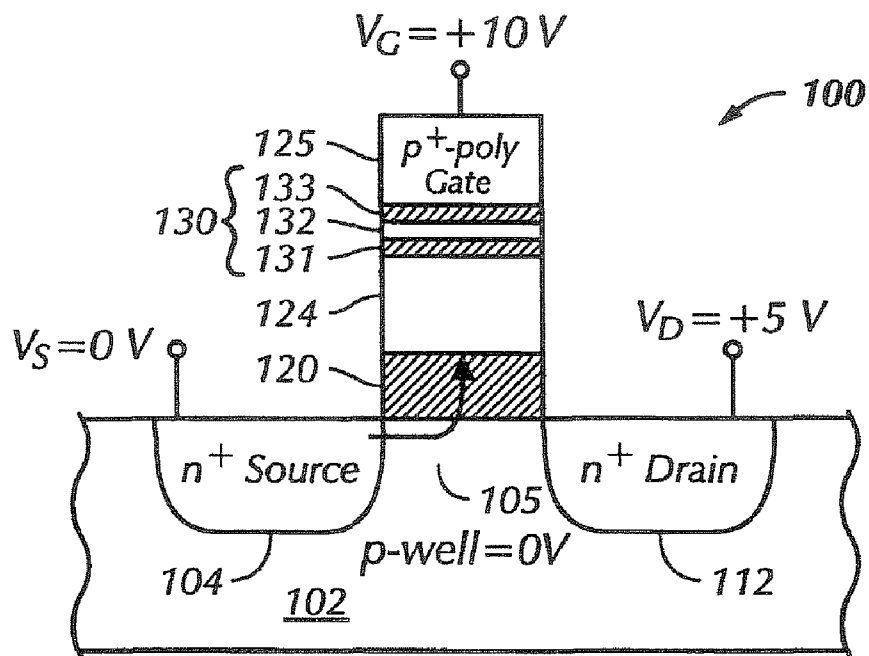 V_G=+10 V
100
125
p⁺-poly
Gate
133
130
132
131
124
V_S=0 V
V_D=+5 V
120
n⁺ Source
n⁺ Drain
105
p-well=0V
104
112
102